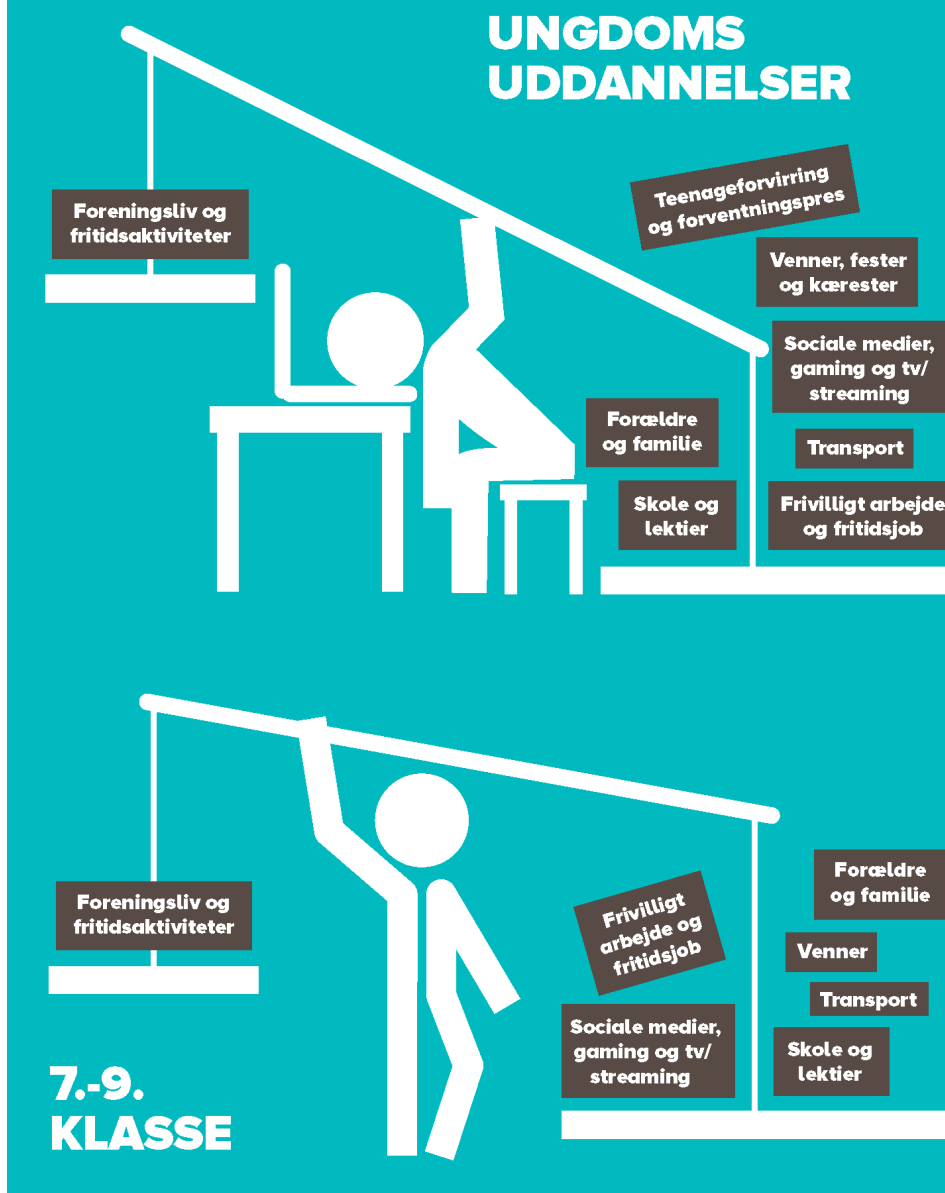 UNGDOMS
UDDANNELSER
Teenageforvirring
og forventningspres
Foreningsliv og
fritidsaktiviteter
Venner, fester
og kærester
Sociale medier,
gaming og tv/
streaming
Forældre
og familie
Transport
Skole og
lektier
Frivilligt arbejde
og fritidsjob
Foreningsliv og
fritidsaktiviteter
Frivilligt
arbejde og
fritidsjob
Forældre
og familie
Venner
Transport
Sociale medier,
gaming og tv/
streaming
Skole og
lektier
7.-9.
KLASSE